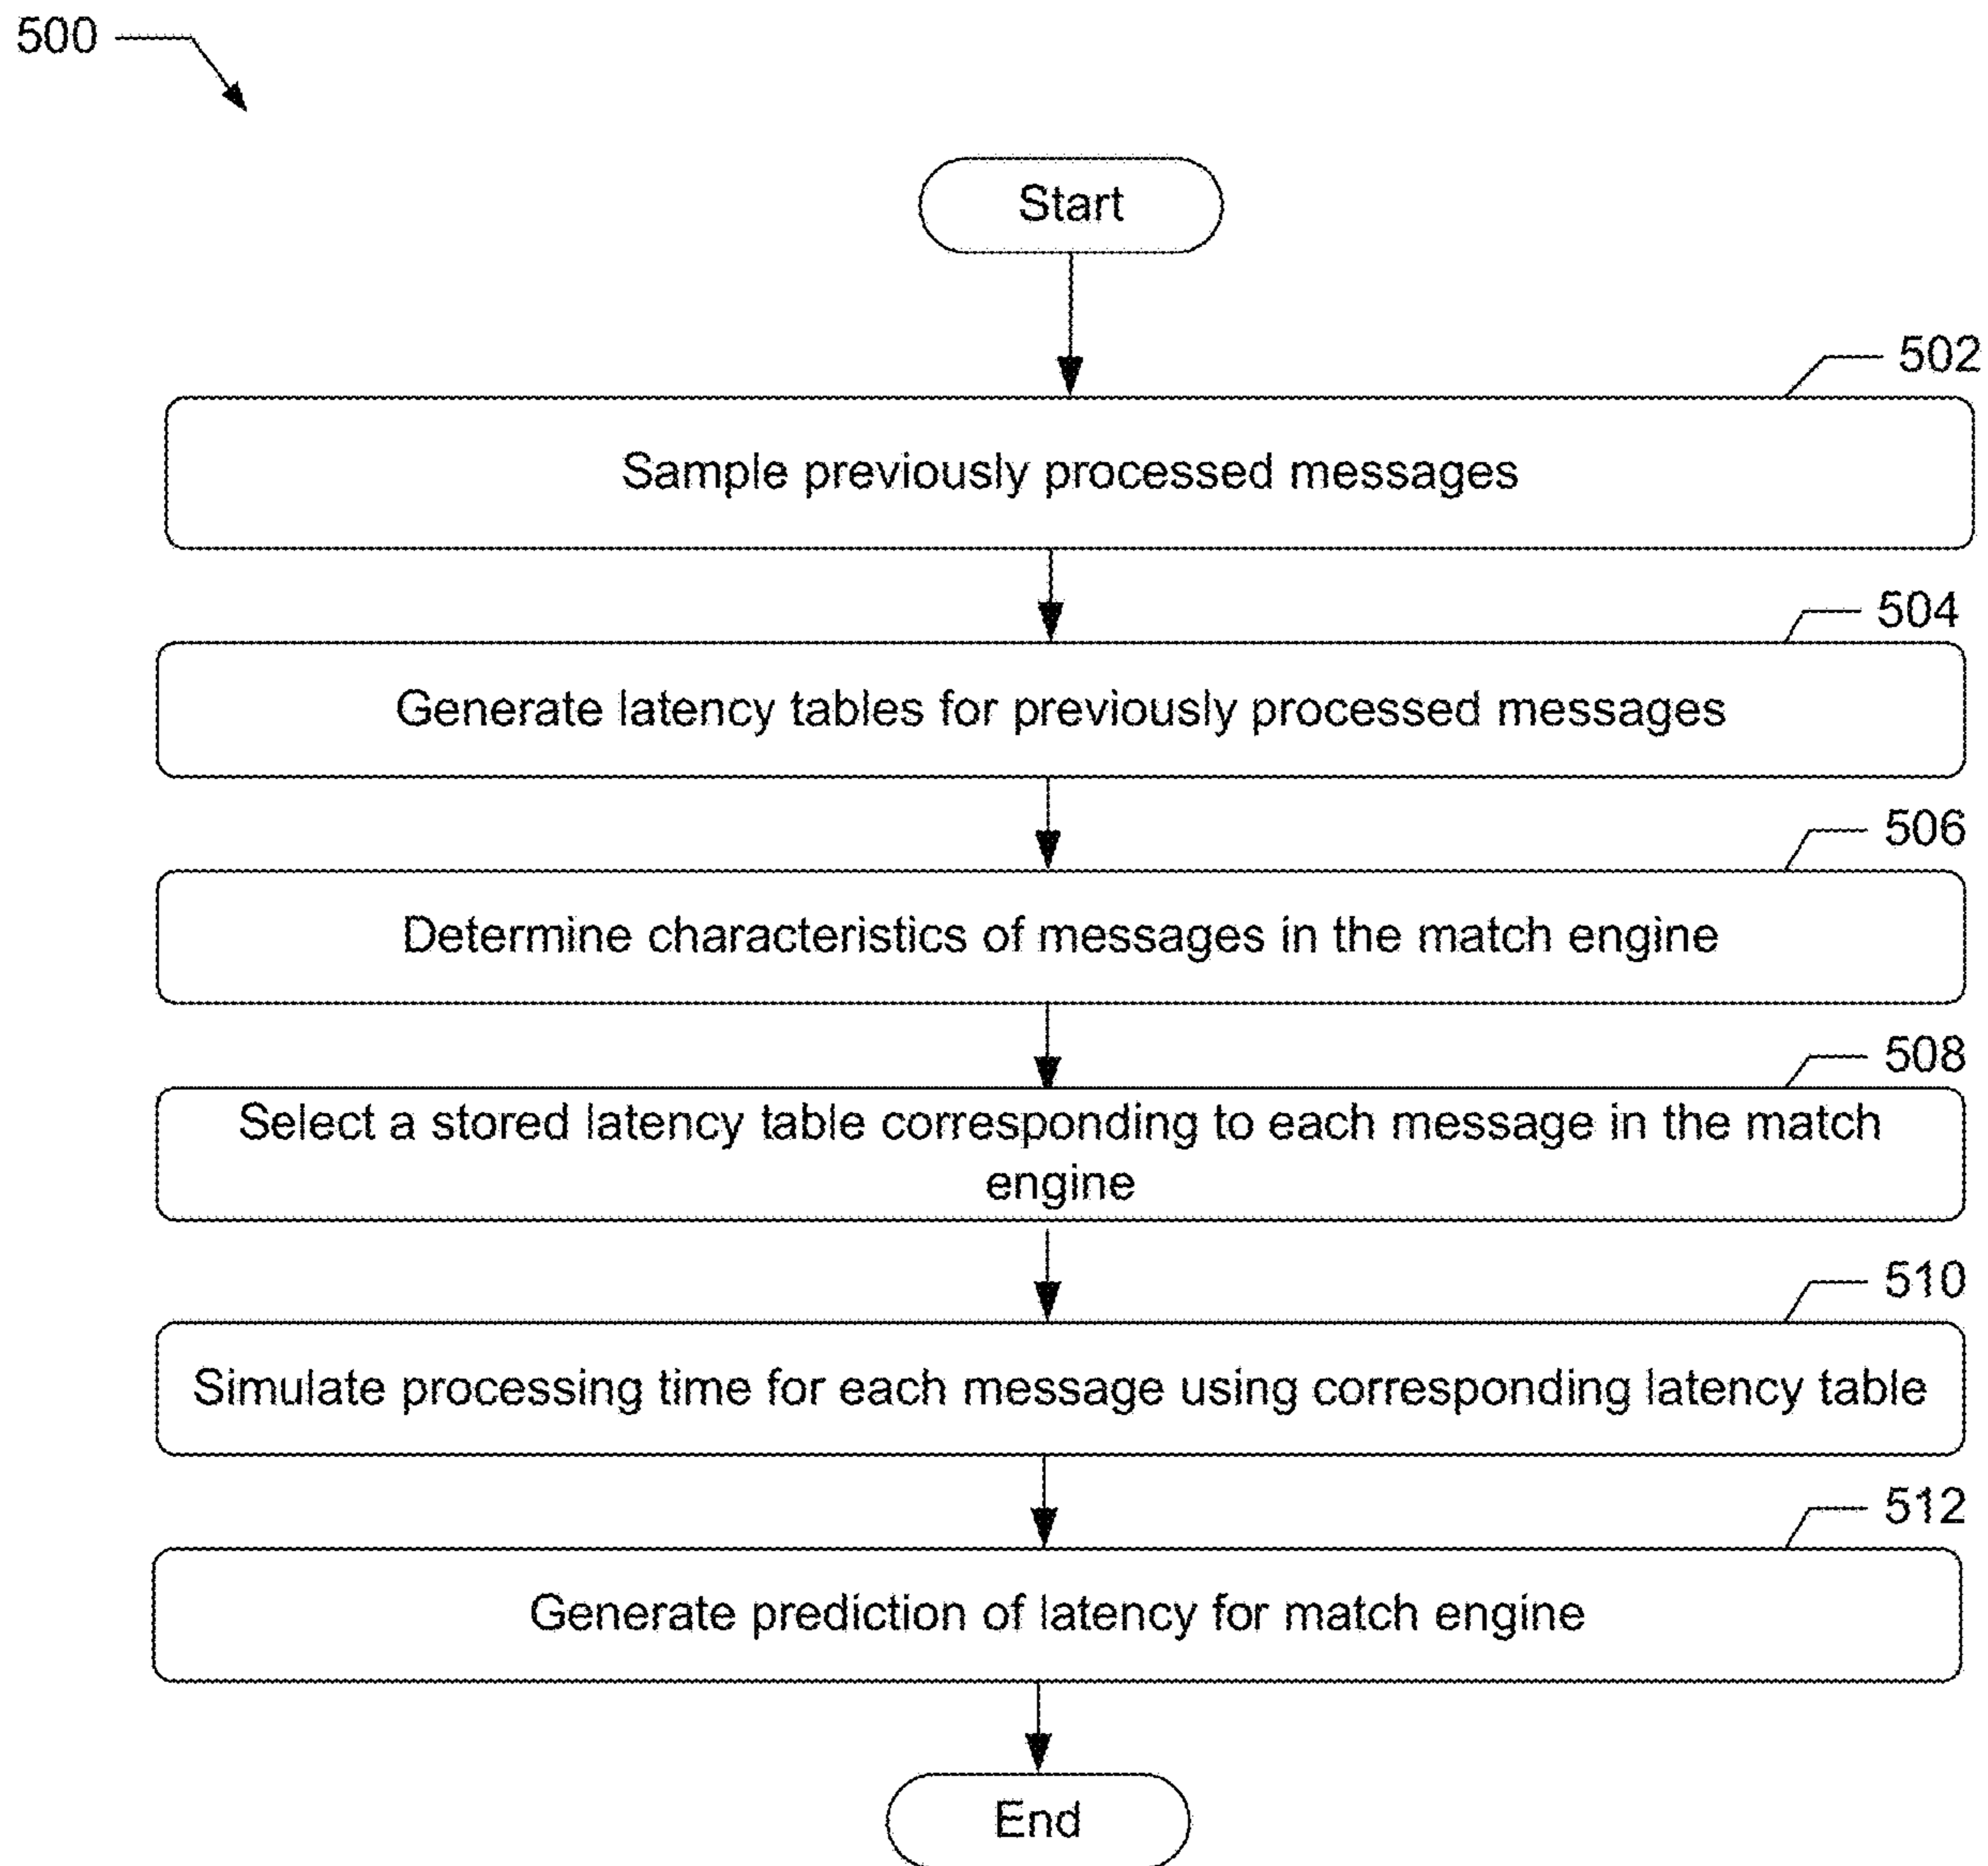 500
Start
502
Sample previously processed messages
504
Generate latency tables for previously processed messages
506
Determine characteristics of messages in the match engine
508
Select a stored latency table corresponding to each message in the match
engine
510
Simulate processing time for each message using corresponding latency table
512
Generate prediction of latency for match engine
End